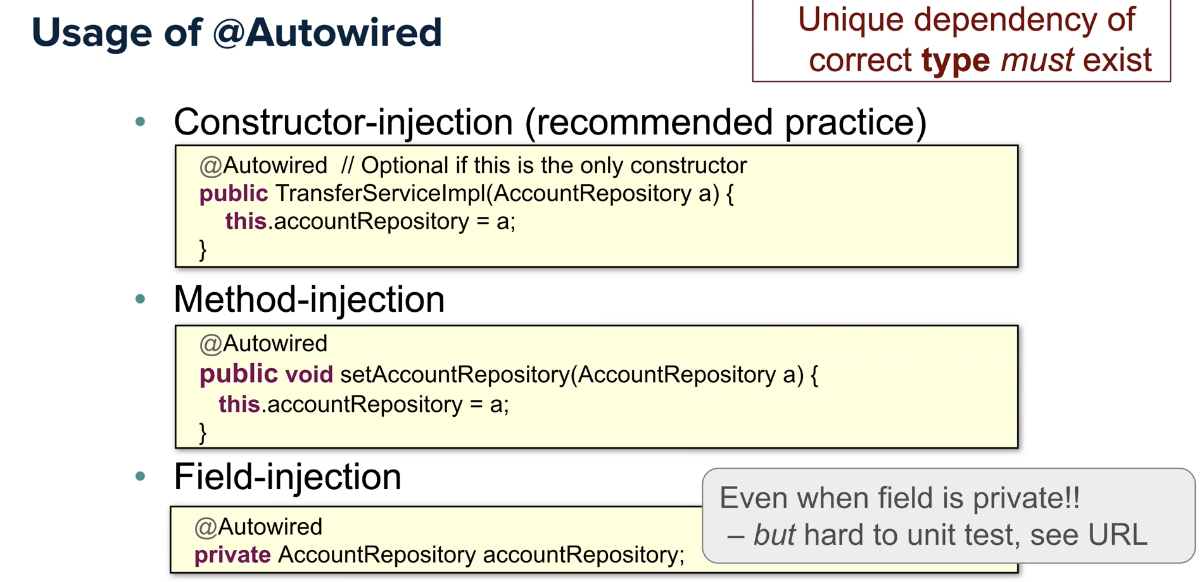 Usage of @Autowired
Unique dependency of
correct type must exist
• Constructor-injection (recommended practice)
@Autowired // Optional if this is the only constructor
public TransferServiceImpl(AccountRepository a) {
this.accountRepository = a;
}
• Method-injection
@Autowired
public void setAccountRepository(AccountRepository a) {
this.accountRepository = a;
}
• Field-injection
@Autowired
private AccountRepository accountRepository;
Even when field is private!!
– but hard to unit test, see URL